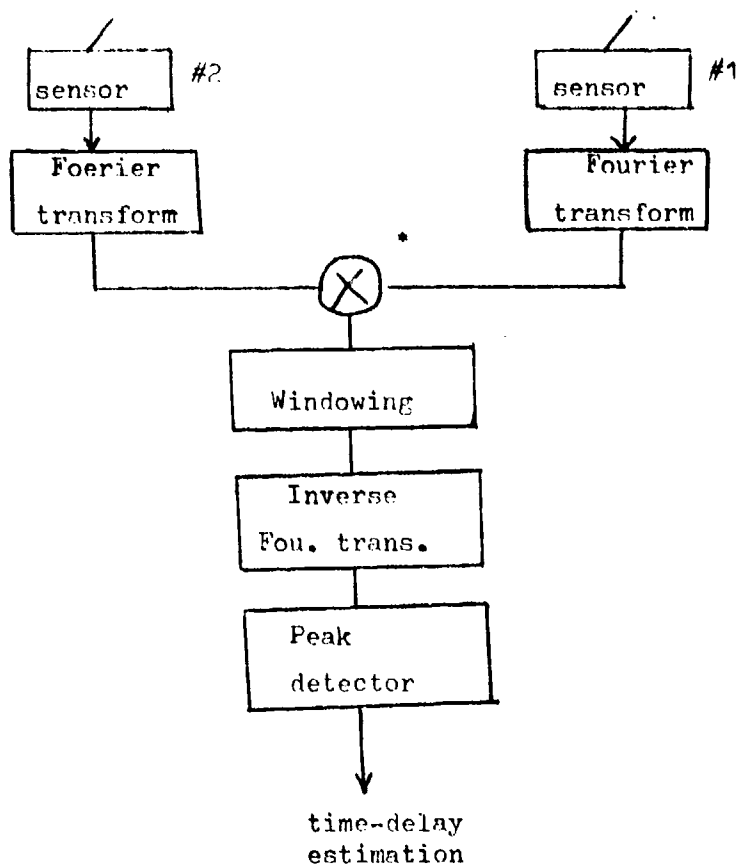 sensor #2
sensor #1
Foerier
transform
Fourier
transform
*
Windowing
Inverse
Fou. trans.
Peak
detector
time-delay
estimation